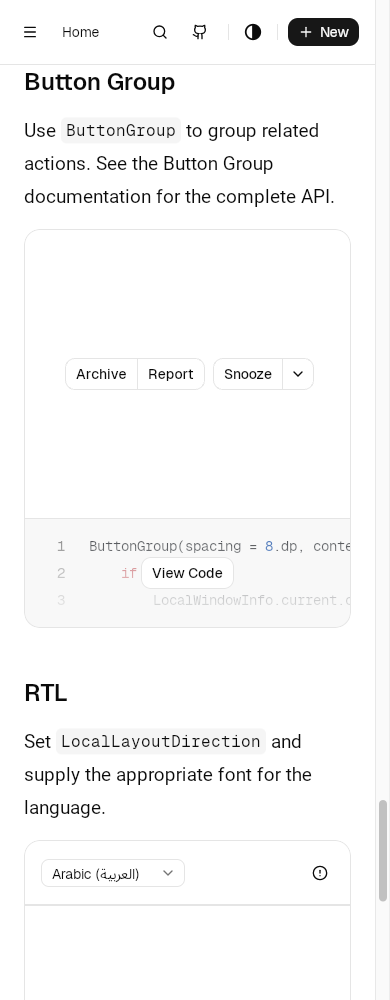 Home
New
Button Group
Use ButtonGroup to group related
actions. See the Button Group
documentation for the complete API.
Archive Report Snooze
1 ButtonGroup(spacing = 8.dp, conte
2 if
View Code
3 LocalWindowInfo.current.c
RTL
Set LocalLayoutDirection and
supply the appropriate font for the
language.
Arabic (العربية)